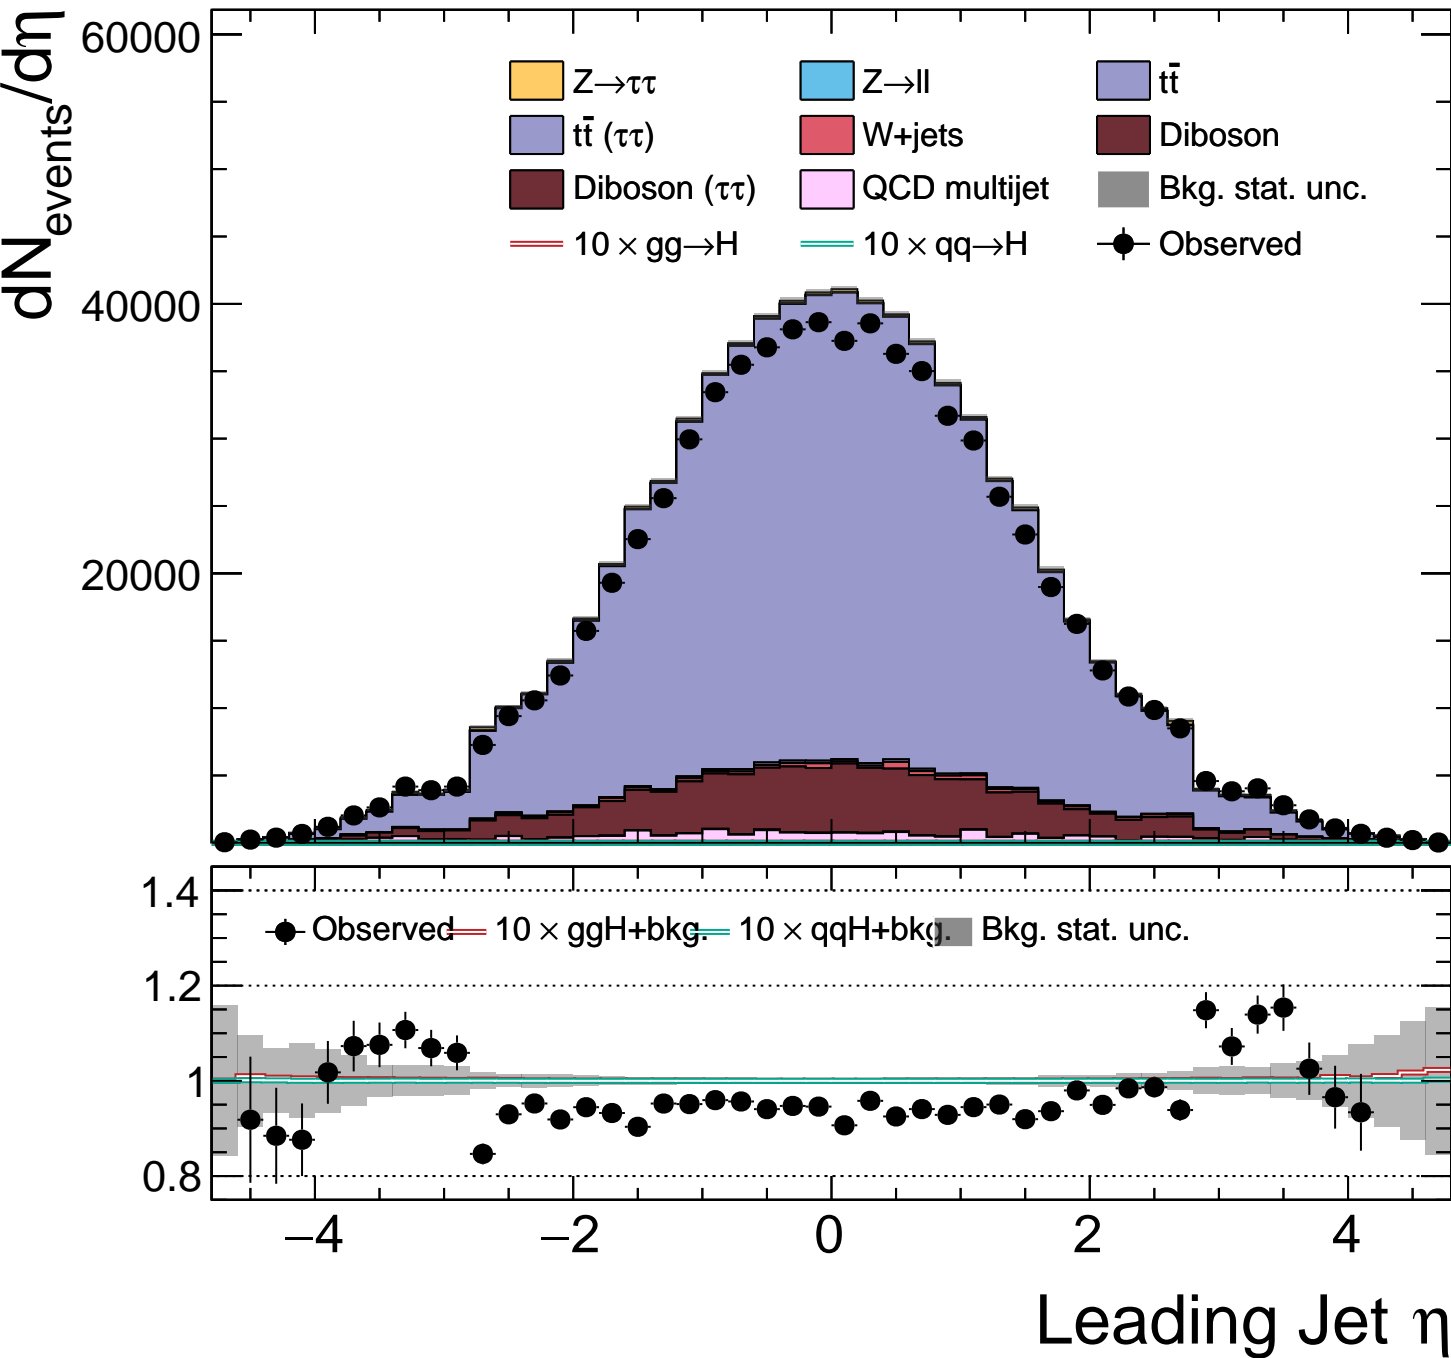 dN_events/dη
60000
40000
20000
Z→ττ Z→ll tt̄
tt̄ (ττ) W+jets Diboson
Diboson (ττ) QCD multijet Bkg. stat. unc.
10 × gg→H 10 × qq→H Observed
1.4
1.2
1
0.8
Observed 10 × ggH+bkg. 10 × qqH+bkg. Bkg. stat. unc.
−4 −2 0 2 4
Leading Jet η